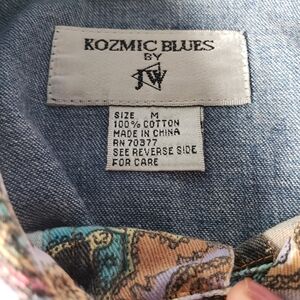 KOZMIC BLUES
BY
JW
SIZE M
100% COTTON
MADE IN CHINA
RN 70377
SEE REVERSE SIDE
FOR CARE